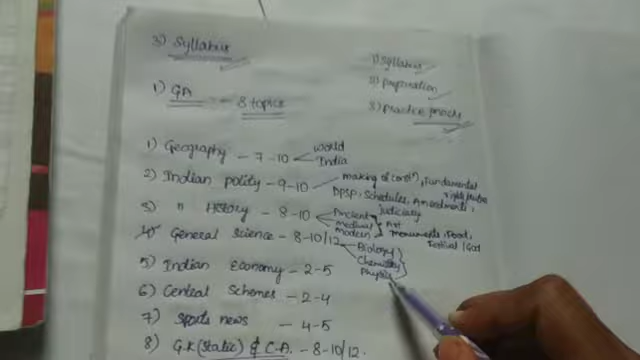 3) Syllabus
1) Syllabus
2) preparation
3) Practice mocks
1) GA - 8 topics
1) Geography - 7-10 World
India
2) Indian polity - 9-10 making of const), Fundamental rights
DPSP, Schedules, Amendments,
judiciary
3) " History - 8-10 Ancient
medival
modern
Art
monuments, Food,
Festival
4) General Science - 8-10/12 Biology
Chemistry
Physics
5) Indian Economy - 2-5
6) Central Schemes - 2-4
7) Sports news - 4-5
8) G.K (Static) & C.A. - 8-10/12.